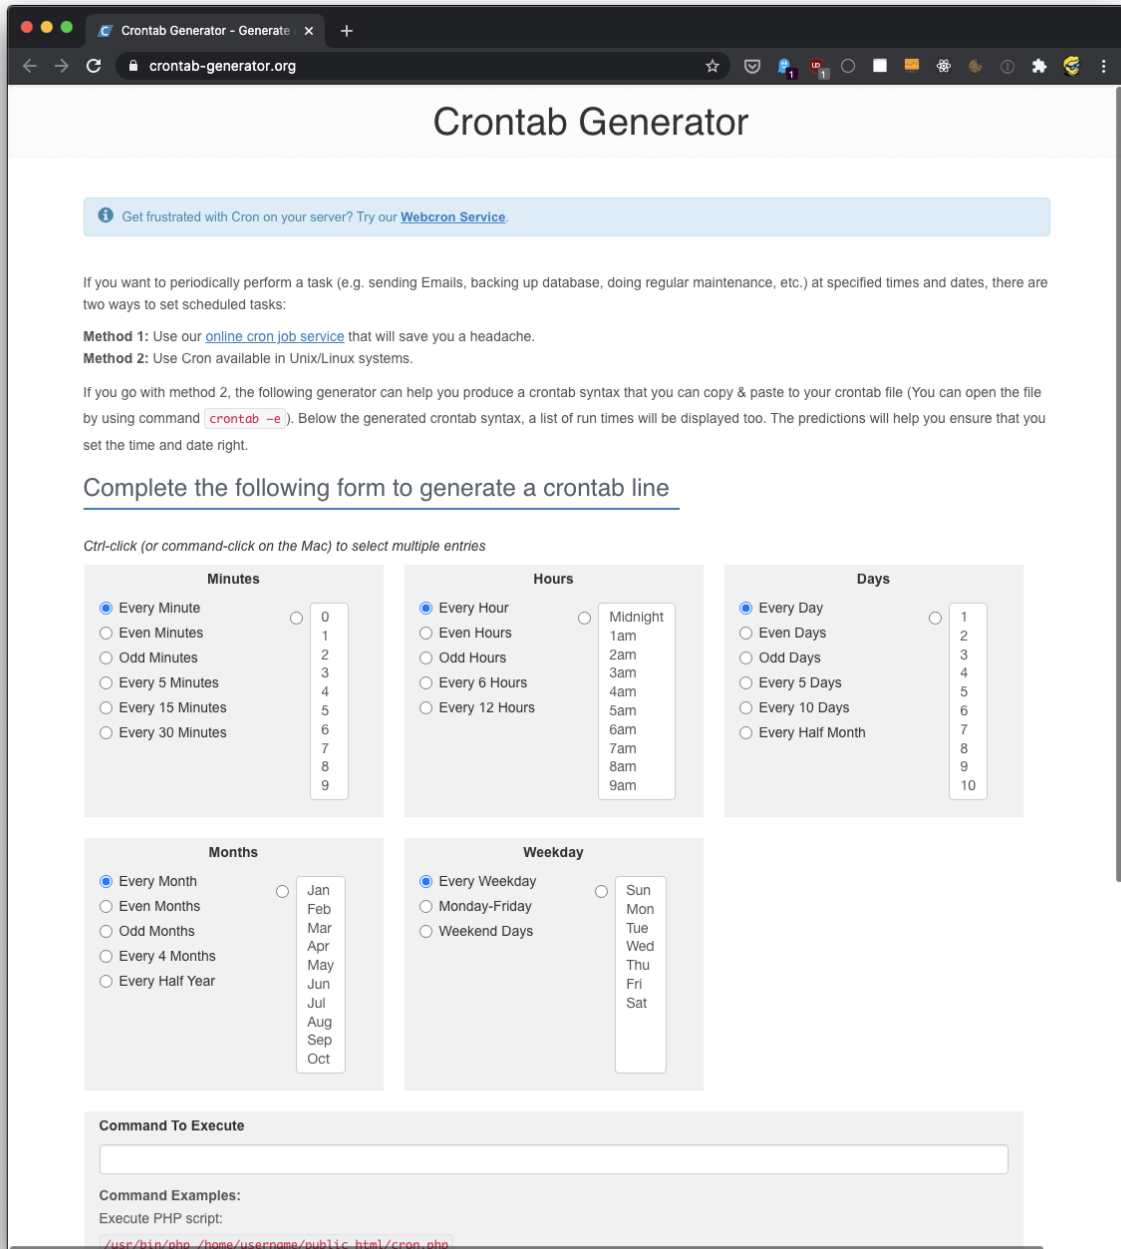 Crontab Generator - Generate
crontab-generator.org
1
1
Crontab Generator
Get frustrated with Cron on your server? Try our Webcron Service.
If you want to periodically perform a task (e.g. sending Emails, backing up database, doing regular maintenance, etc.) at specified times and dates, there are
two ways to set scheduled tasks:
Method 1: Use our online cron job service that will save you a headache.
Method 2: Use Cron available in Unix/Linux systems.
If you go with method 2, the following generator can help you produce a crontab syntax that you can copy & paste to your crontab file (You can open the file
by using command crontab -e ). Below the generated crontab syntax, a list of run times will be displayed too. The predictions will help you ensure that you
set the time and date right.
Complete the following form to generate a crontab line
Ctrl-click (or command-click on the Mac) to select multiple entries
Minutes
Every Minute
Even Minutes
Odd Minutes
Every 5 Minutes
Every 15 Minutes
Every 30 Minutes
0
1
2
3
4
5
6
7
8
9
Hours
Every Hour
Even Hours
Odd Hours
Every 6 Hours
Every 12 Hours
Midnight
1am
2am
3am
4am
5am
6am
7am
8am
9am
Days
Every Day
Even Days
Odd Days
Every 5 Days
Every 10 Days
Every Half Month
1
2
3
4
5
6
7
8
9
10
Months
Every Month
Even Months
Odd Months
Every 4 Months
Every Half Year
Jan
Feb
Mar
Apr
May
Jun
Jul
Aug
Sep
Oct
Weekday
Every Weekday
Monday-Friday
Weekend Days
Sun
Mon
Tue
Wed
Thu
Fri
Sat
Command To Execute
Command Examples:
Execute PHP script:
/usr/bin/php /home/username/public_html/cron.php